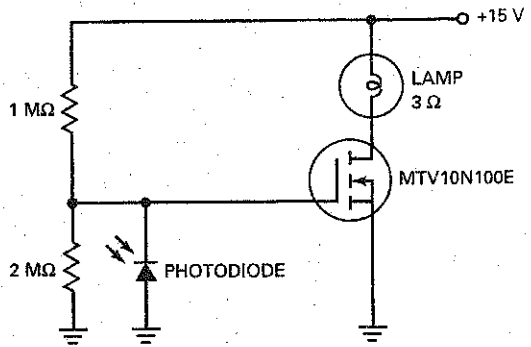 +15 V
LAMP
3 Ω
1 MΩ
MTV10N100E
2 MΩ
PHOTODIODE